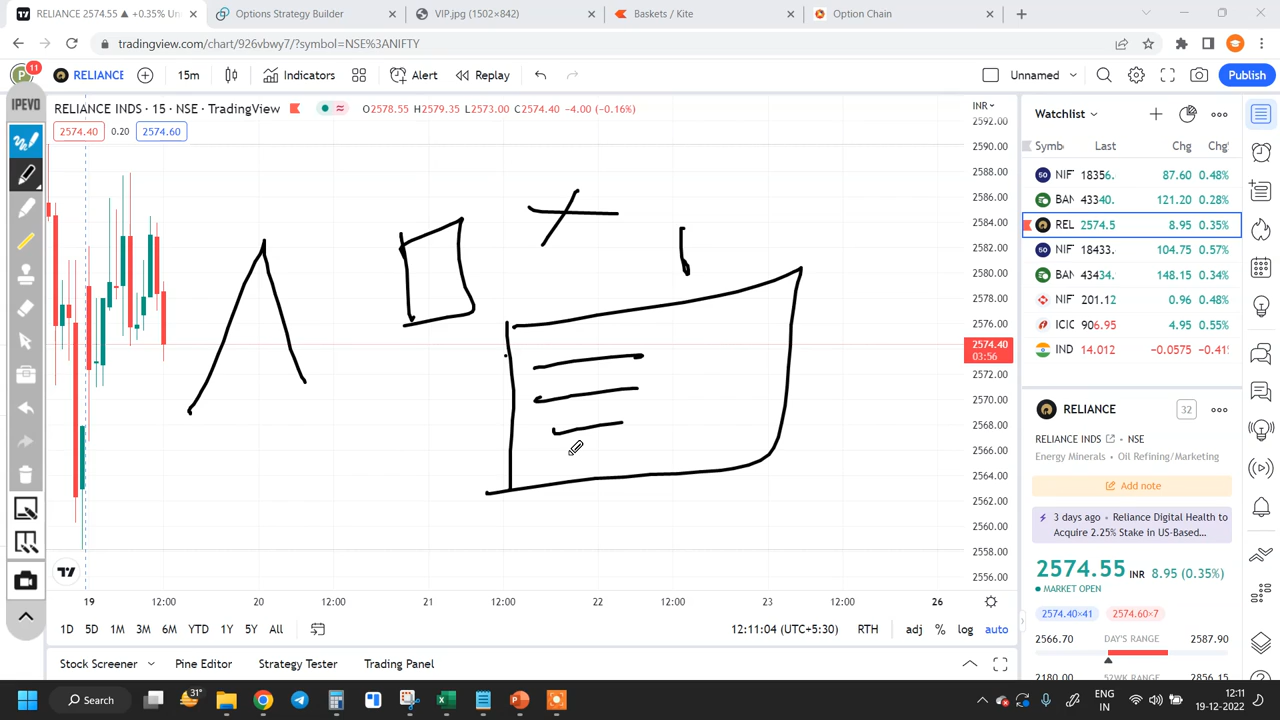 RELIANCE 2574.55 ▲ +0.35% Un
Options Strategy Builder
VIP.jpg (1502×842)
Baskets / Kite
Option Chain
tradingview.com/chart/926vbwy7/?symbol=NSE%3ANIFTY
P
11
RELIANCE
15m
Indicators
Alert
Replay
Unnamed
Publish
IPEVO
RELIANCE INDS · 15 · NSE · TradingView
O2578.55 H2579.35 L2573.00 C2574.40 -4.00 (-0.16%)
2574.40
0.20
2574.60
INR
2592.00
2590.00
2588.00
2586.00
2584.00
2582.00
2580.00
2578.00
2576.00
2574.40
03:56
2572.00
2570.00
2568.00
2566.00
2564.00
2562.00
2560.00
2558.00
2556.00
19 12:00 20 12:00 21 12:00 22 12:00 23 12:00 26
1D 5D 1M 3M 6M YTD 1Y 5Y All
12:11:04 (UTC+5:30) RTH adj % log auto
Stock Screener Pine Editor Strategy Tester Trading Panel
Watchlist
Symb Last Chg Chg%
50 NIF 18356. 87.60 0.48%
BAN 43340. 121.20 0.28%
REL 2574.5 8.95 0.35%
50 NIF 18433. 104.75 0.57%
BAN 43434. 148.15 0.34%
NIF 201.12 0.96 0.48%
ICIC 906.95 4.95 0.55%
IND 14.012 -0.0575 -0.41
RELIANCE
32
RELIANCE INDS · NSE
Energy Minerals • Oil Refining/Marketing
Add note
3 days ago • Reliance Digital Health to
Acquire 2.25% Stake in US-Based...
2574.55 INR 8.95 (0.35%)
MARKET OPEN
2574.40×41 2574.60×7
2566.70 DAY'S RANGE 2587.90
2180.00 52WK RANGE 2856.15
Search
31°
ENG
IN
12:11
19-12-2022